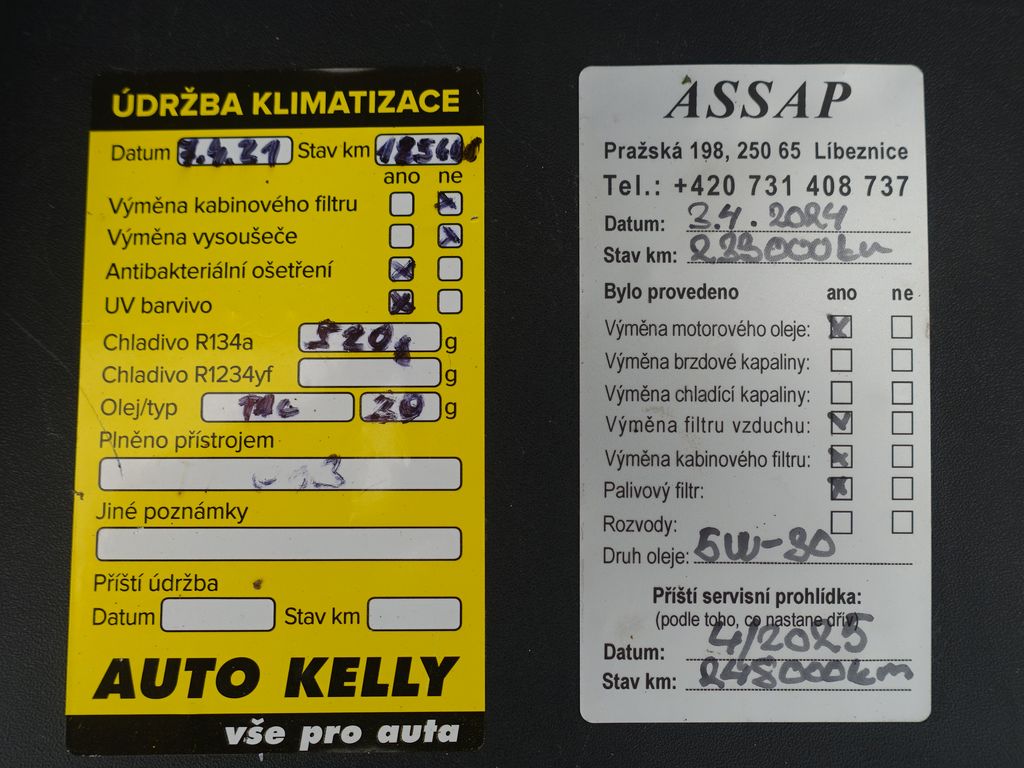 ÚDRŽBA KLIMATIZACE
Datum 7.4.21 Stav km
ano ne
Výměna kabinového filtru
Výměna vysoušeče
Antibakteriální ošetření
UV barvivo
Chladivo R134a 520 g
Chladivo R1234yf g
Olej/typ 20 g
Plněno přístrojem
Jiné poznámky
Příští údržba
Datum Stav km
AUTO KELLY
vše pro auta
ASSAP
Pražská 198, 250 65 Líbeznice
Tel.: +420 731 408 737
Datum: 3.4.2024
Stav km: 233000km
Bylo provedeno ano ne
Výměna motorového oleje:
Výměna brzdové kapaliny:
Výměna chladící kapaliny:
Výměna filtru vzduchu:
Výměna kabinového filtru:
Palivový filtr:
Rozvody:
Druh oleje: 5W-30
Příští servisní prohlídka:
(podle toho, co nastane dřív)
Datum: 4/2025
Stav km: 248000km